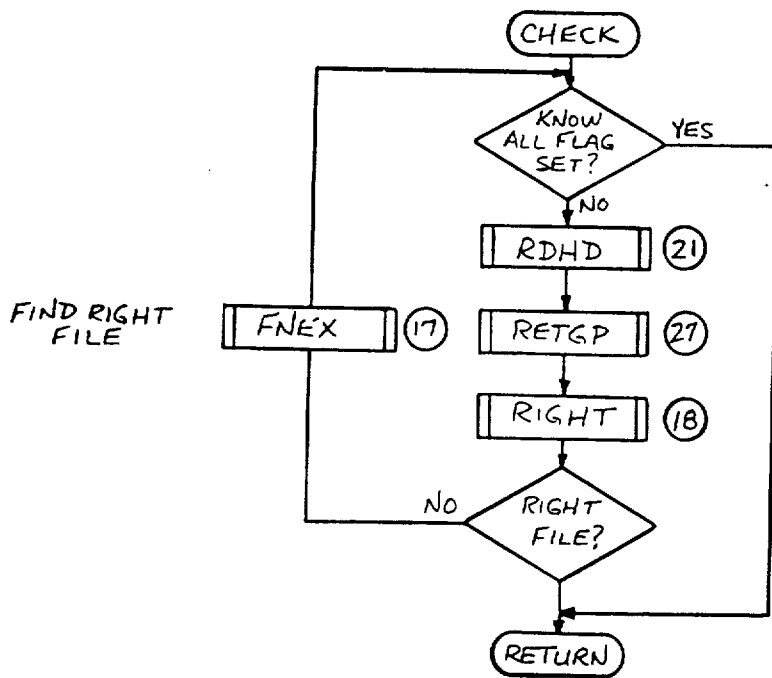 CHECK
KNOW
ALL FLAG
SET?
YES
NO
RDHD
21
FIND RIGHT
FILE
FNEX
17
RETGP
27
RIGHT
18
NO
RIGHT
FILE?
RETURN